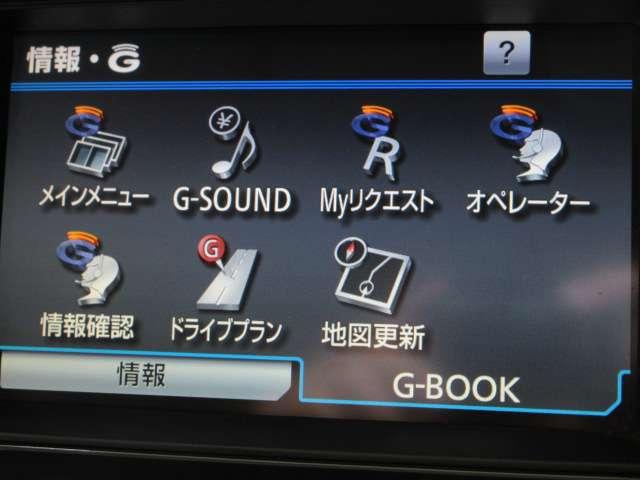 情報・G
?
メインメニュー
G-SOUND
Myリクエスト
オペレーター
情報確認
ドライブプラン
地図更新
情報
G-BOOK